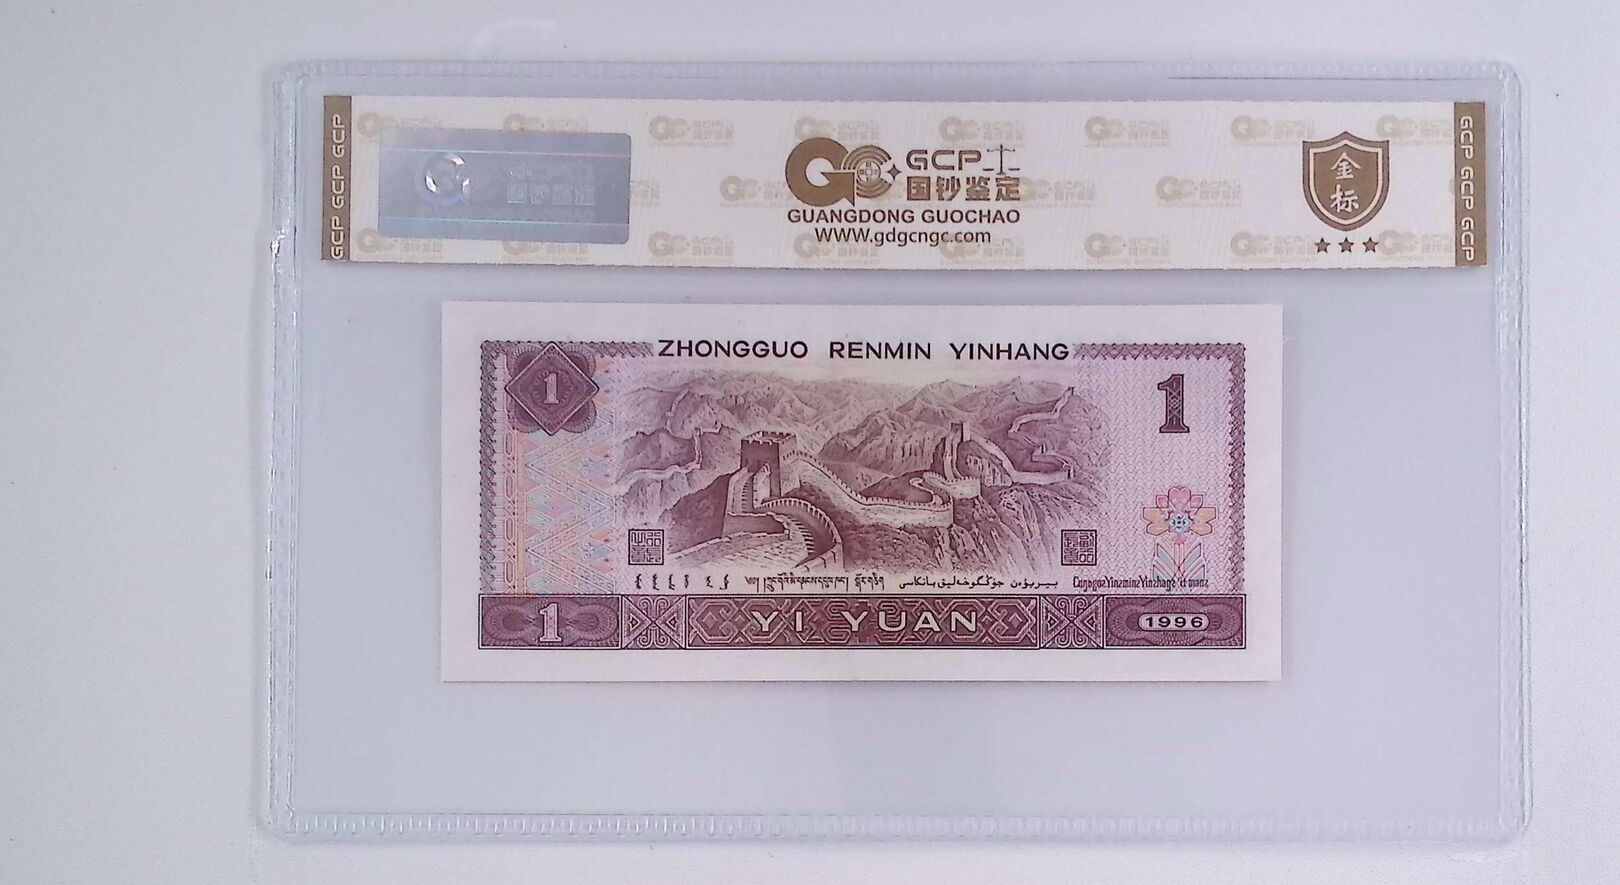 GCP GCP GCP
GCP
国钞鉴定
GUANGDONG GUOCHAO
WWW.gdgcngc.com
金
标
GCP GCP GCP
ZHONGGUO RENMIN YINHANG
1
1
1
YI YUAN
1996